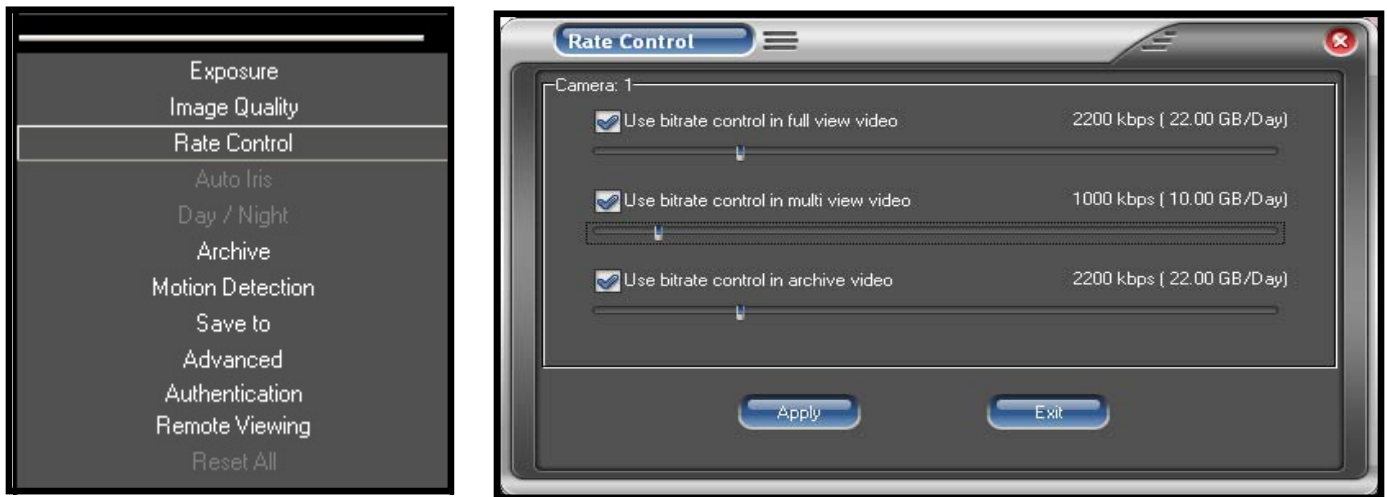 Exposure
Image Quality
Rate Control
Auto Iris
Day / Night
Archive
Motion Detection
Save to
Advanced
Authentication
Remote Viewing
Reset All
Rate Control
Camera: 1
Use bitrate control in full view video 2200 kbps ( 22.00 GB/Day)
Use bitrate control in multi view video 1000 kbps ( 10.00 GB/Day)
Use bitrate control in archive video 2200 kbps ( 22.00 GB/Day)
Apply Exit